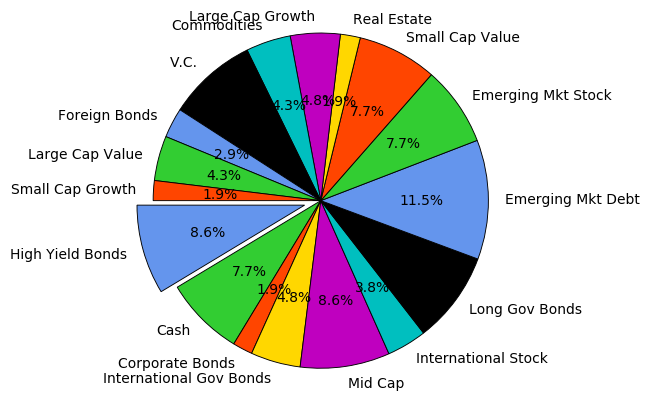 Large Cap Growth
Commodities
Real Estate
Small Cap Value
V.C.
Emerging Mkt Stock
4.3%
4.8%
1.9%
7.7%
Foreign Bonds
7.7%
Large Cap Value
2.9%
4.3%
Small Cap Growth
1.9%
11.5%
Emerging Mkt Debt
High Yield Bonds
8.6%
7.7%
1.9%
4.8%
8.6%
3.8%
Long Gov Bonds
Cash
International Stock
Corporate Bonds
International Gov Bonds
Mid Cap